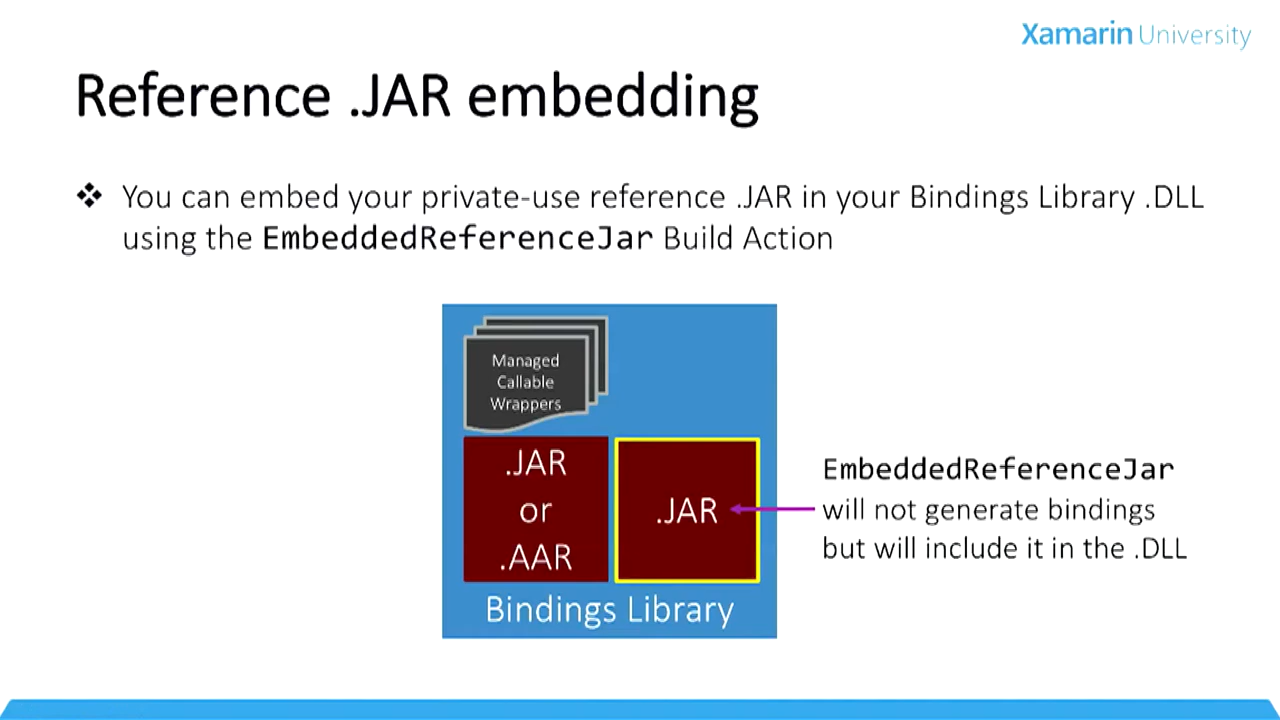 Xamarin University
Reference .JAR embedding
❖ You can embed your private-use reference .JAR in your Bindings Library .DLL
using the EmbeddedReferenceJar Build Action
Managed
Callable
Wrappers
.JAR
or
.AAR
.JAR
Bindings Library
EmbeddedReferenceJar
will not generate bindings
but will include it in the .DLL